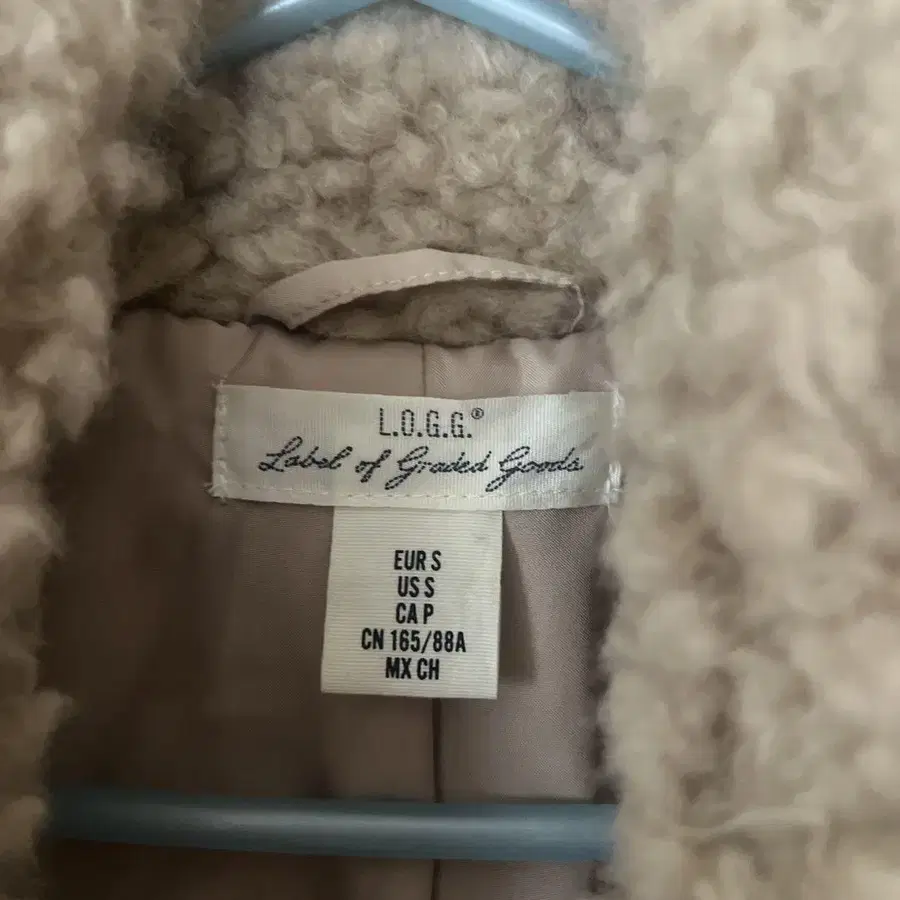 L.O.G.G.®
Label of Graded Goods
EUR S
US S
CA P
CN 165/88A
MX CH